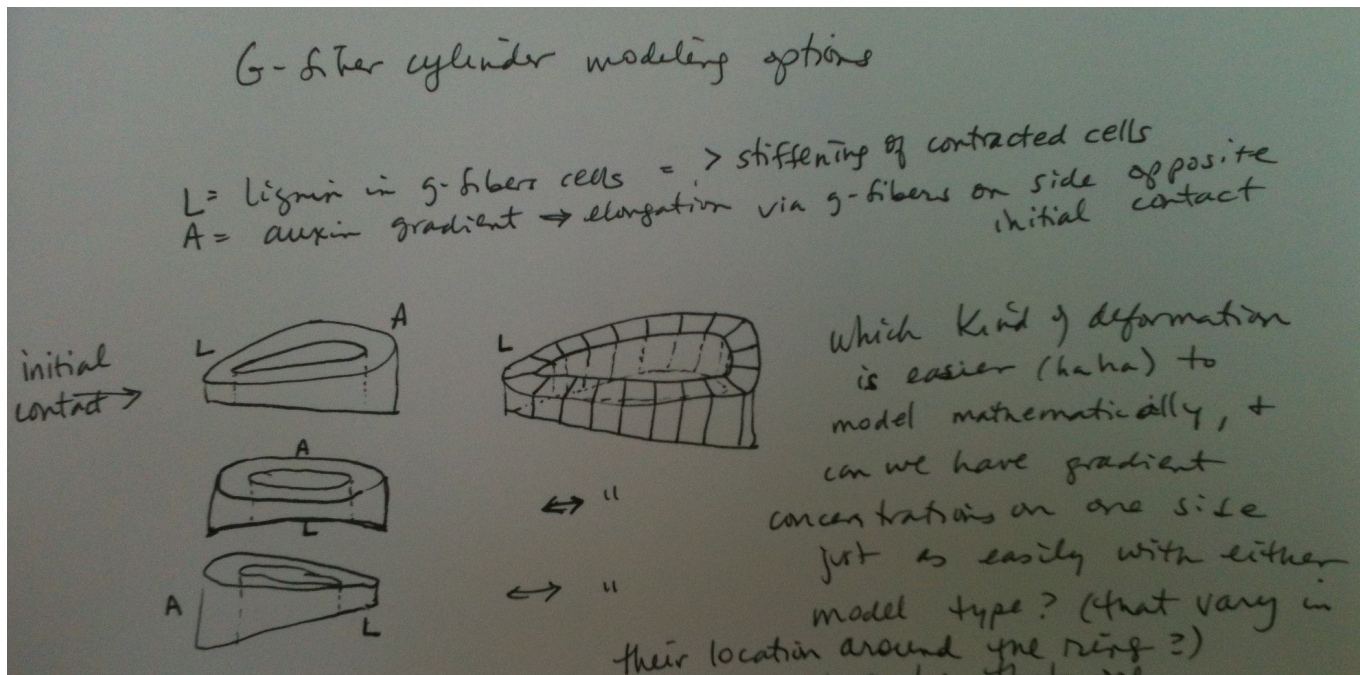 G-fiber cylinder modeling options
L = lignin in g-fibers cells => stiffening of contracted cells
A = auxin gradient ⇒ elongation via g-fibers on side opposite
initial contact
A
L
initial
contact →
L
A
L
↔ "
A
L
↔ "
which kind of deformation
is easier (haha) to
model mathematically, +
can we have gradient
concentrations on one side
just as easily with either
model type? (that vary in
their location around the ring?)